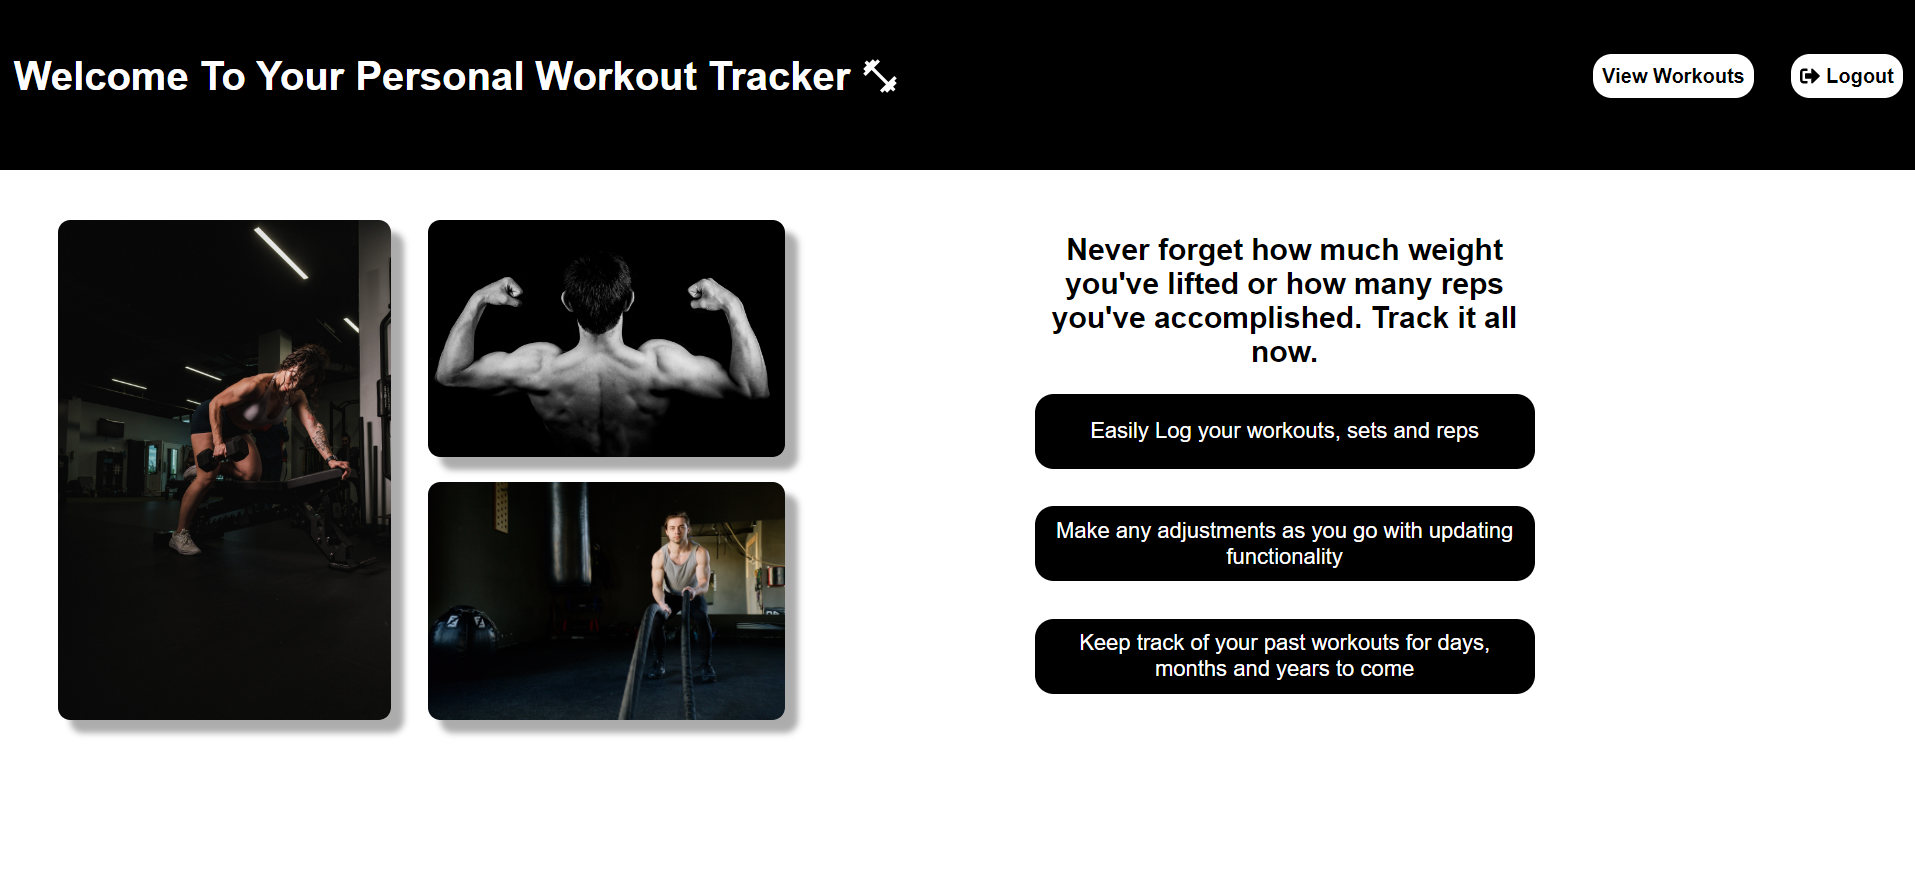 Welcome To Your Personal Workout Tracker
View Workouts
Logout
Never forget how much weight
you've lifted or how many reps
you've accomplished. Track it all
now.
Easily Log your workouts, sets and reps
Make any adjustments as you go with updating
functionality
Keep track of your past workouts for days,
months and years to come